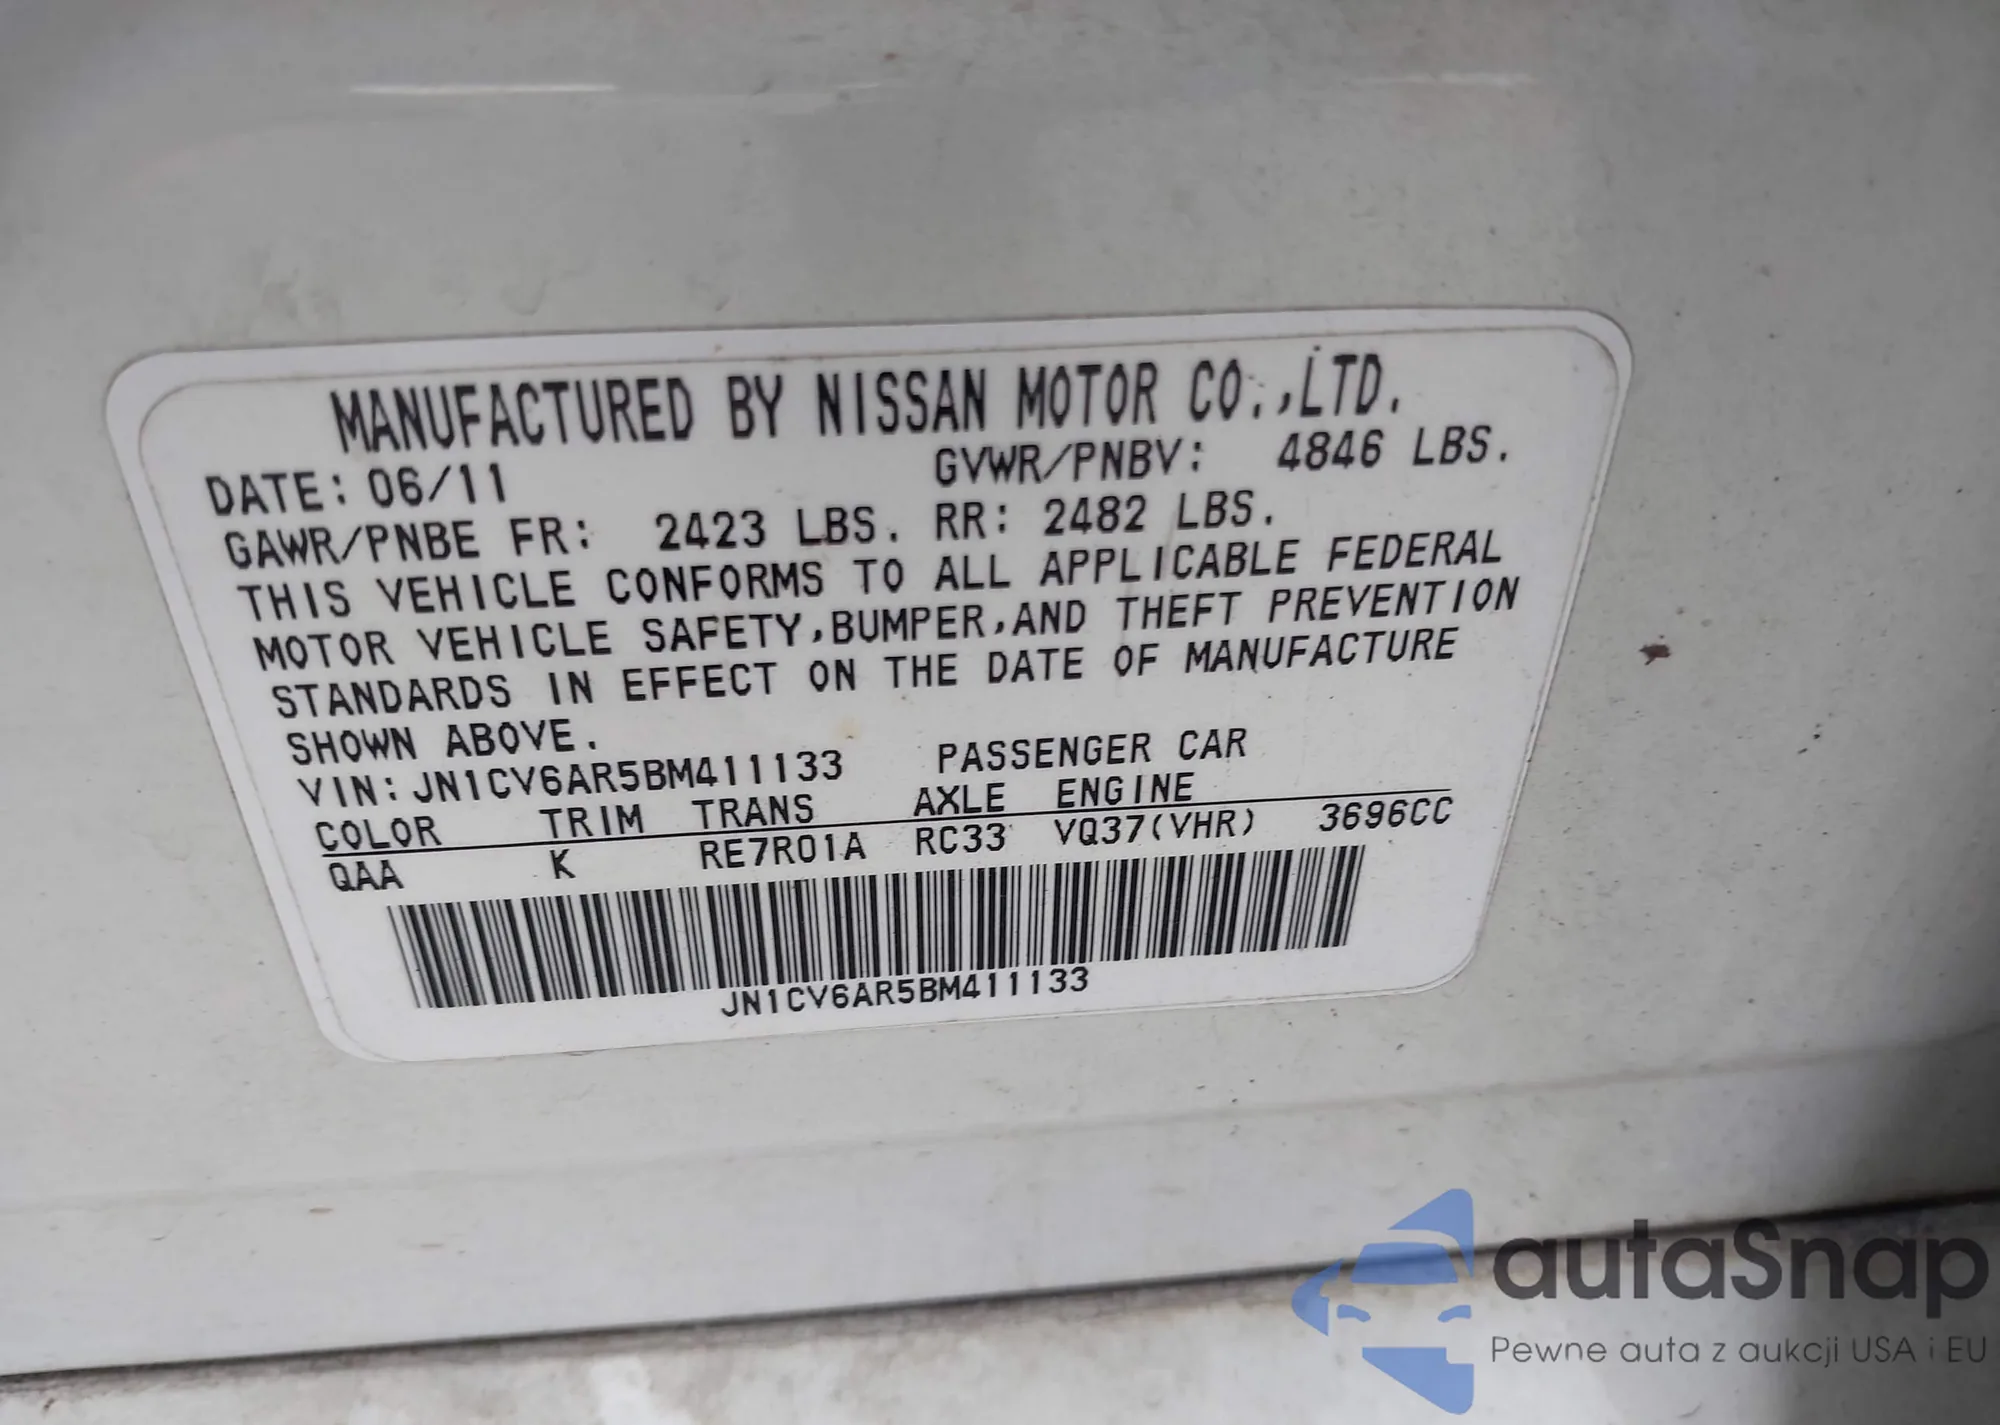 MANUFACTURED BY NISSAN MOTOR CO.,LTD.
DATE: 06/11 GVWR/PNBV: 4846 LBS.
GAWR/PNBE FR: 2423 LBS. RR: 2482 LBS.
THIS VEHICLE CONFORMS TO ALL APPLICABLE FEDERAL
MOTOR VEHICLE SAFETY,BUMPER,AND THEFT PREVENTION
STANDARDS IN EFFECT ON THE DATE OF MANUFACTURE
SHOWN ABOVE.
VIN: JN1CV6AR5BM411133 PASSENGER CAR
COLOR TRIM TRANS AXLE ENGINE
QAA K RE7R01A RC33 VQ37(VHR) 3696CC
JN1CV6AR5BM411133
autaSnap
Pewne auta z aukcji USA i EU